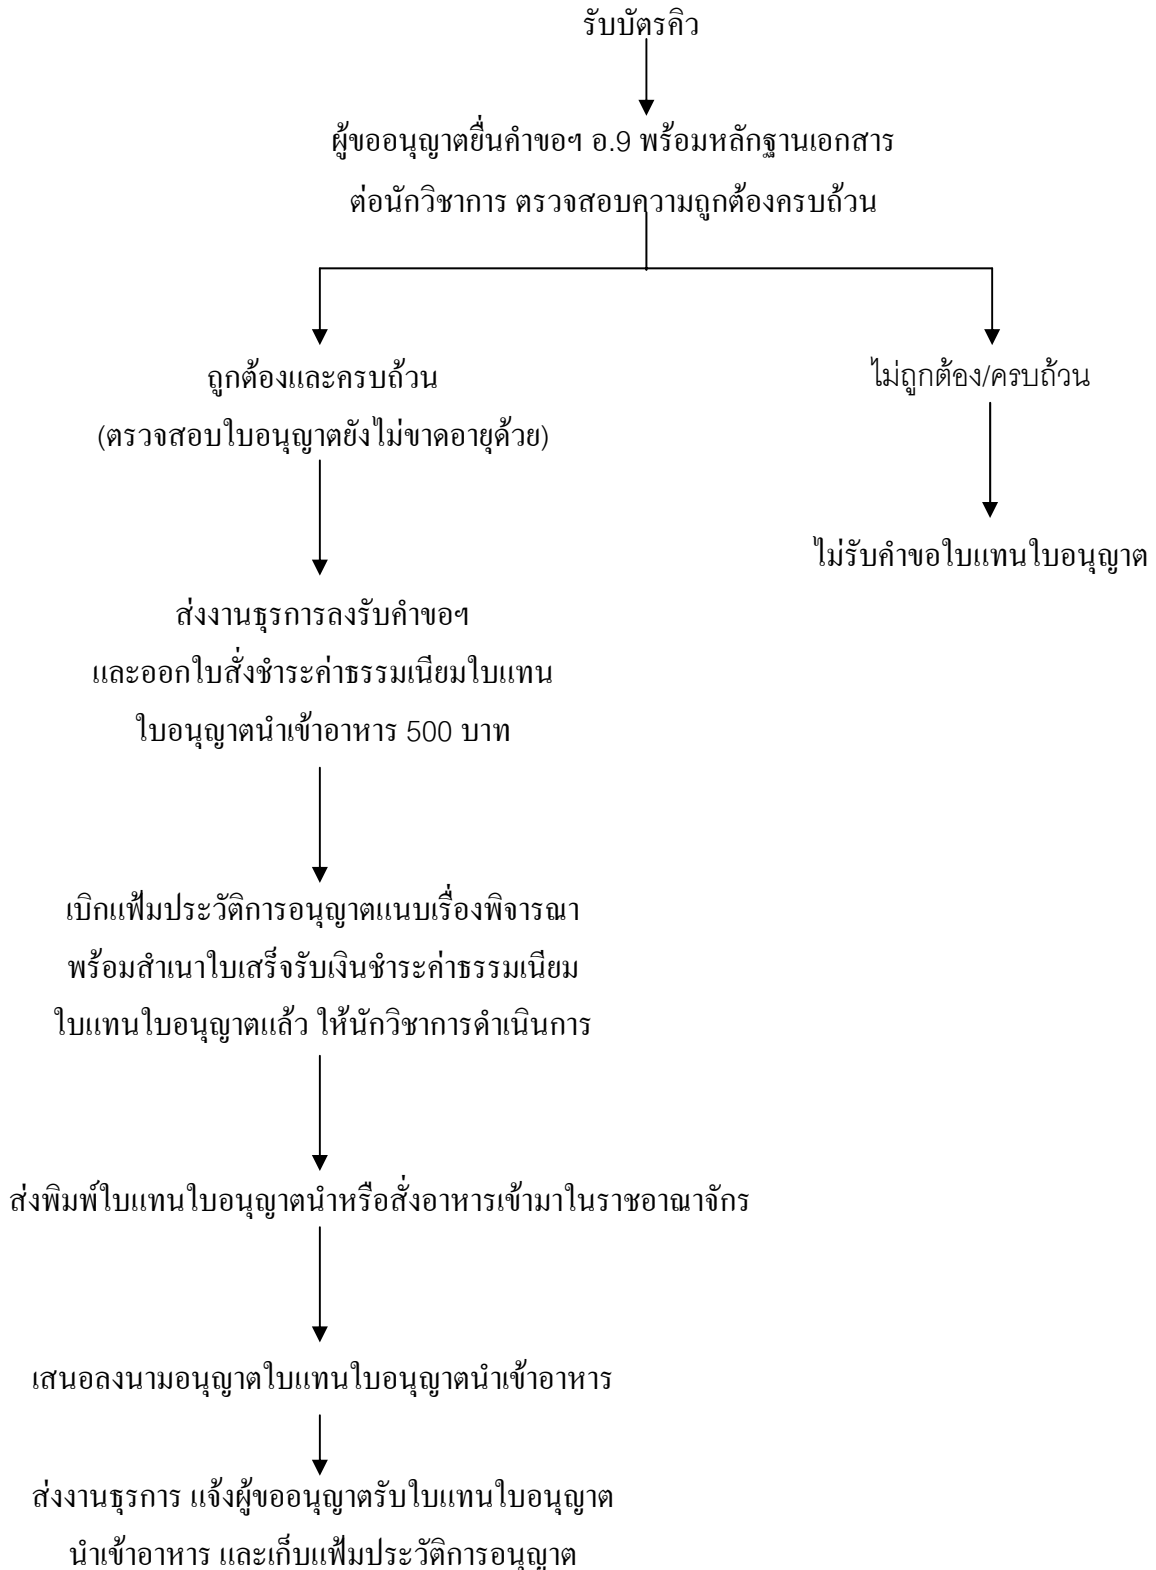 รับบัตรคิว
ผู้ขออนุญาตยื่นคำขอฯ อ.9 พร้อมหลักฐานเอกสาร
ต่อนักวิชาการ ตรวจสอบความถูกต้องครบถ้วน
ถูกต้องและครบถ้วน
(ตรวจสอบใบอนุญาตยังไม่ขาดอายุด้วย)
ไม่ถูกต้อง/ครบถ้วน
ไม่รับคำขอใบแทนใบอนุญาต
ส่งงานธุรการลงรับคำขอฯ
และออกใบสั่งชำระค่าธรรมเนียมใบแทน
ใบอนุญาตนำเข้าอาหาร 500 บาท
เบิกแฟ้มประวัติการอนุญาตแนบเรื่องพิจารณา
พร้อมสำเนาใบเสร็จรับเงินชำระค่าธรรมเนียม
ใบแทนใบอนุญาตแล้ว ให้นักวิชาการดำเนินการ
ส่งพิมพ์ใบแทนใบอนุญาตนำหรือสั่งอาหารเข้ามาในราชอาณาจักร
เสนอลงนามอนุญาตใบแทนใบอนุญาตนำเข้าอาหาร
ส่งงานธุรการ แจ้งผู้ขออนุญาตรับใบแทนใบอนุญาต
นำเข้าอาหาร และเก็บแฟ้มประวัติการอนุญาต